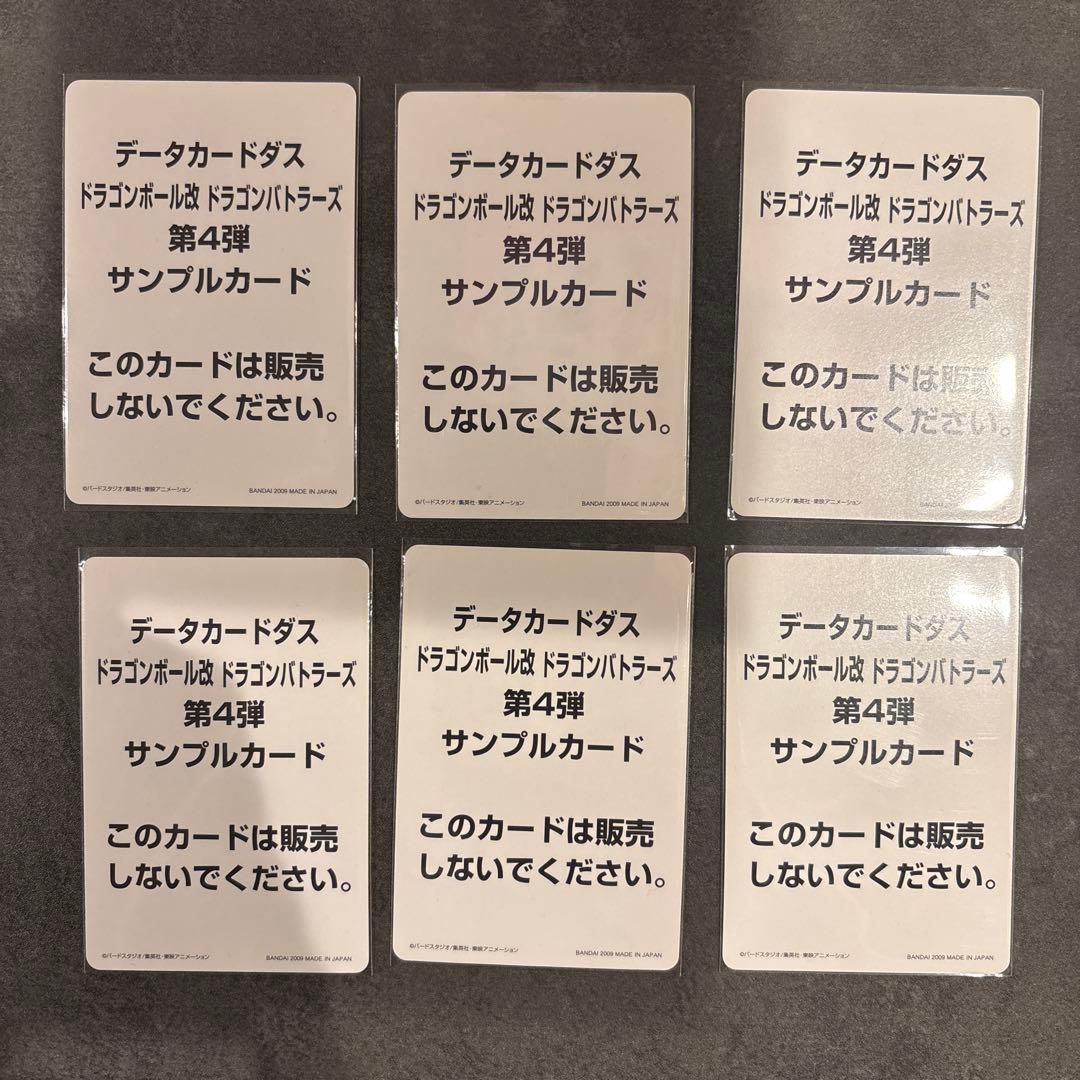 データカードダス
ドラゴンボール改 ドラゴンバトラーズ
第4弾
サンプルカード
このカードは販売
しないでください。
©バードスタジオ/集英社・東映アニメーション
BANDAI 2009 MADE IN JAPAN
データカードダス
ドラゴンボール改 ドラゴンバトラーズ
第4弾
サンプルカード
このカードは販売
しないでください。
©バードスタジオ/集英社・東映アニメーション
BANDAI 2009 MADE IN JAPAN
データカードダス
ドラゴンボール改 ドラゴンバトラーズ
第4弾
サンプルカード
このカードは販売
しないでください。
©バードスタジオ/集英社・東映アニメーション
BANDAI
データカードダス
ドラゴンボール改 ドラゴンバトラーズ
第4弾
サンプルカード
このカードは販売
しないでください。
©バードスタジオ/集英社・東映アニメーション
BANDAI 2009 MADE IN JAPAN
データカードダス
ドラゴンボール改 ドラゴンバトラーズ
第4弾
サンプルカード
このカードは販売
しないでください。
©バードスタジオ/集英社・東映アニメーション
BANDAI 2009 MADE IN JAPAN
データカードダス
ドラゴンボール改 ドラゴンバトラーズ
第4弾
サンプルカード
このカードは販売
しないでください。
©バードスタジオ/集英社・東映アニメーション
BANDAI 2009 MADE IN JAPAN